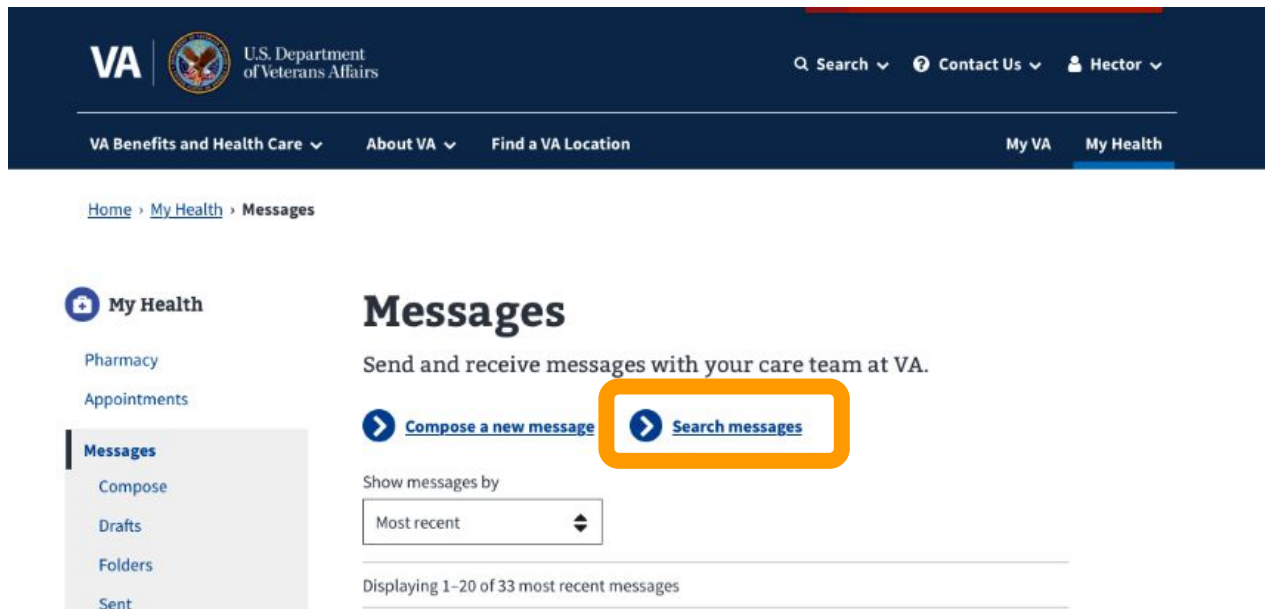 VA
U.S. Department
of Veterans Affairs
Search
Contact Us
Hector
VA Benefits and Health Care
About VA
Find a VA Location
My VA
My Health
Home › My Health › Messages
My Health
Pharmacy
Appointments
Messages
Compose
Drafts
Folders
Sent
Messages
Send and receive messages with your care team at VA.
Compose a new message
Search messages
Show messages by
Most recent
Displaying 1–20 of 33 most recent messages